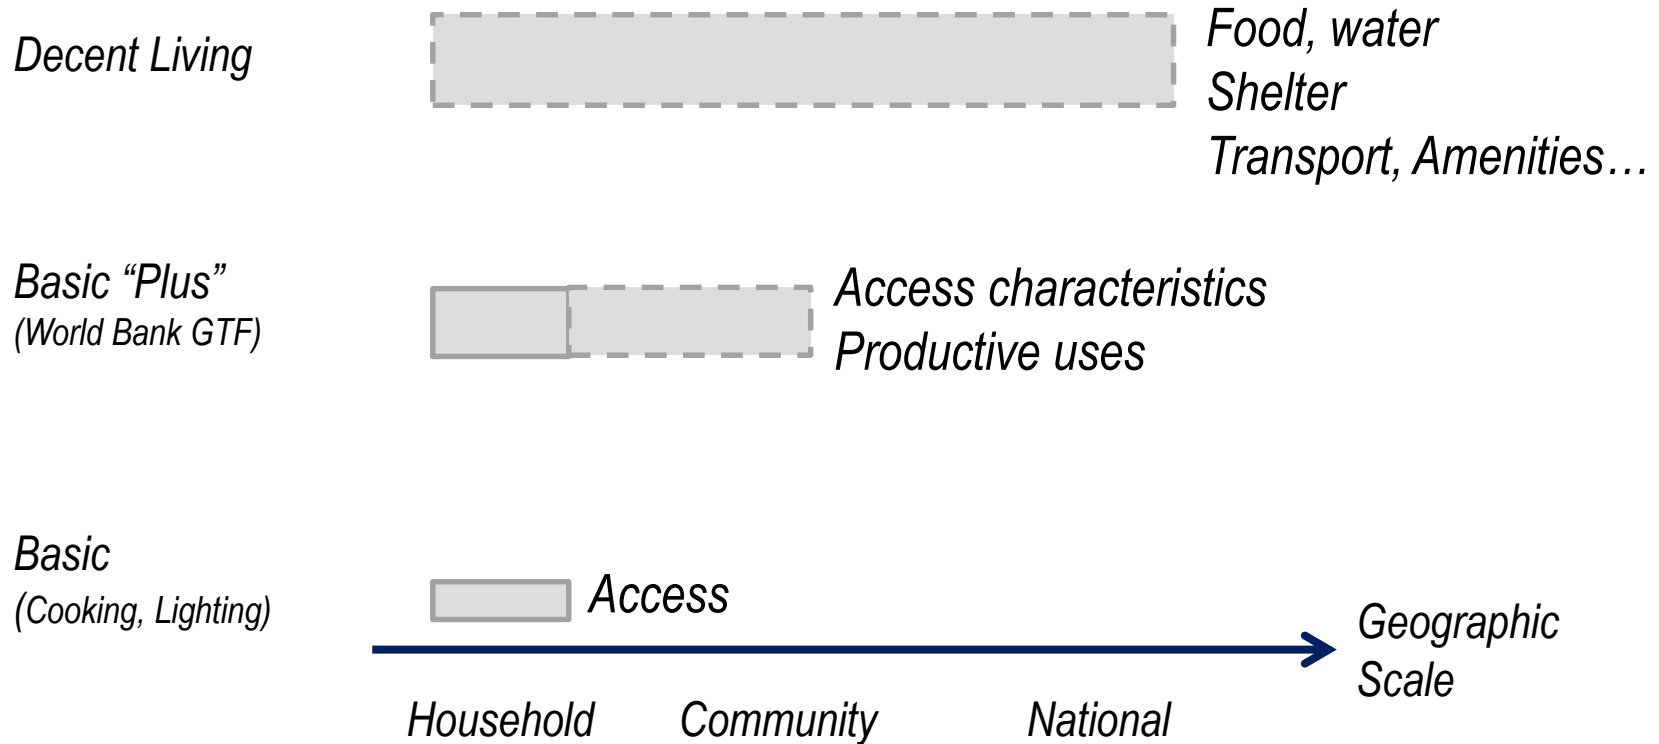 Decent Living
Food, water
Shelter
Transport, Amenities…
Basic “Plus”
(World Bank GTF)
Access characteristics
Productive uses
Basic
(Cooking, Lighting)
Access
Geographic
Scale
Household Community National